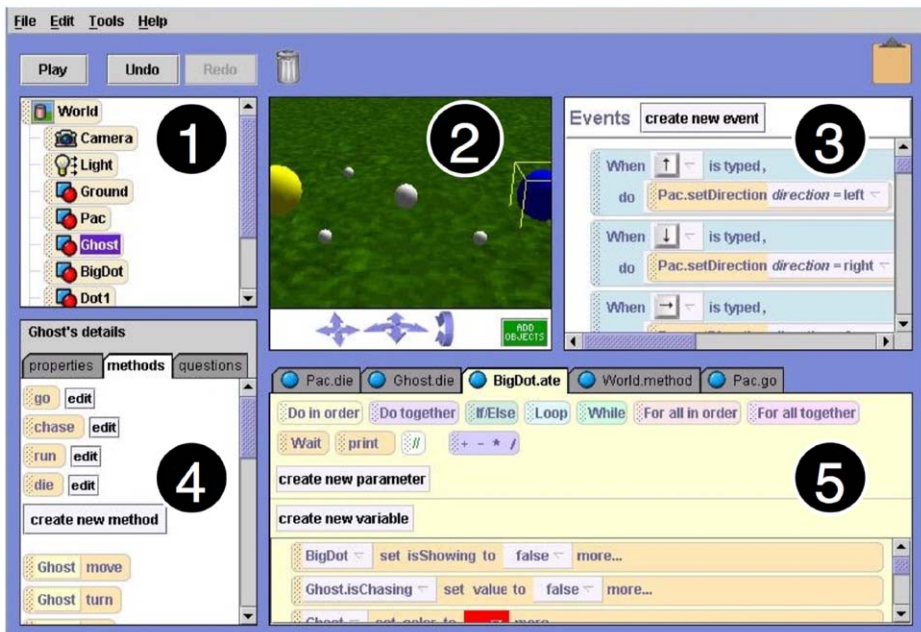 File Edit Tools Help
Play Undo Redo
World
Camera
Light
Ground
Pac
Ghost
BigDot
Dot1
1
2
ADD
OBJECTS
Events create new event
3
When ↑ is typed,
do Pac.setDirection direction = left
When ↓ is typed,
do Pac.setDirection direction = right
When → is typed,
Ghost's details
properties methods questions
go edit
chase edit
run edit
die edit
4
create new method
Ghost move
Ghost turn
Pac.die Ghost.die BigDot.ate World.method Pac.go
Do in order Do together If/Else Loop While For all in order For all together
Wait print // + - * /
5
create new parameter
create new variable
BigDot set isShowing to false more...
Ghost.isChasing set value to false more...
Ghost set color to more...